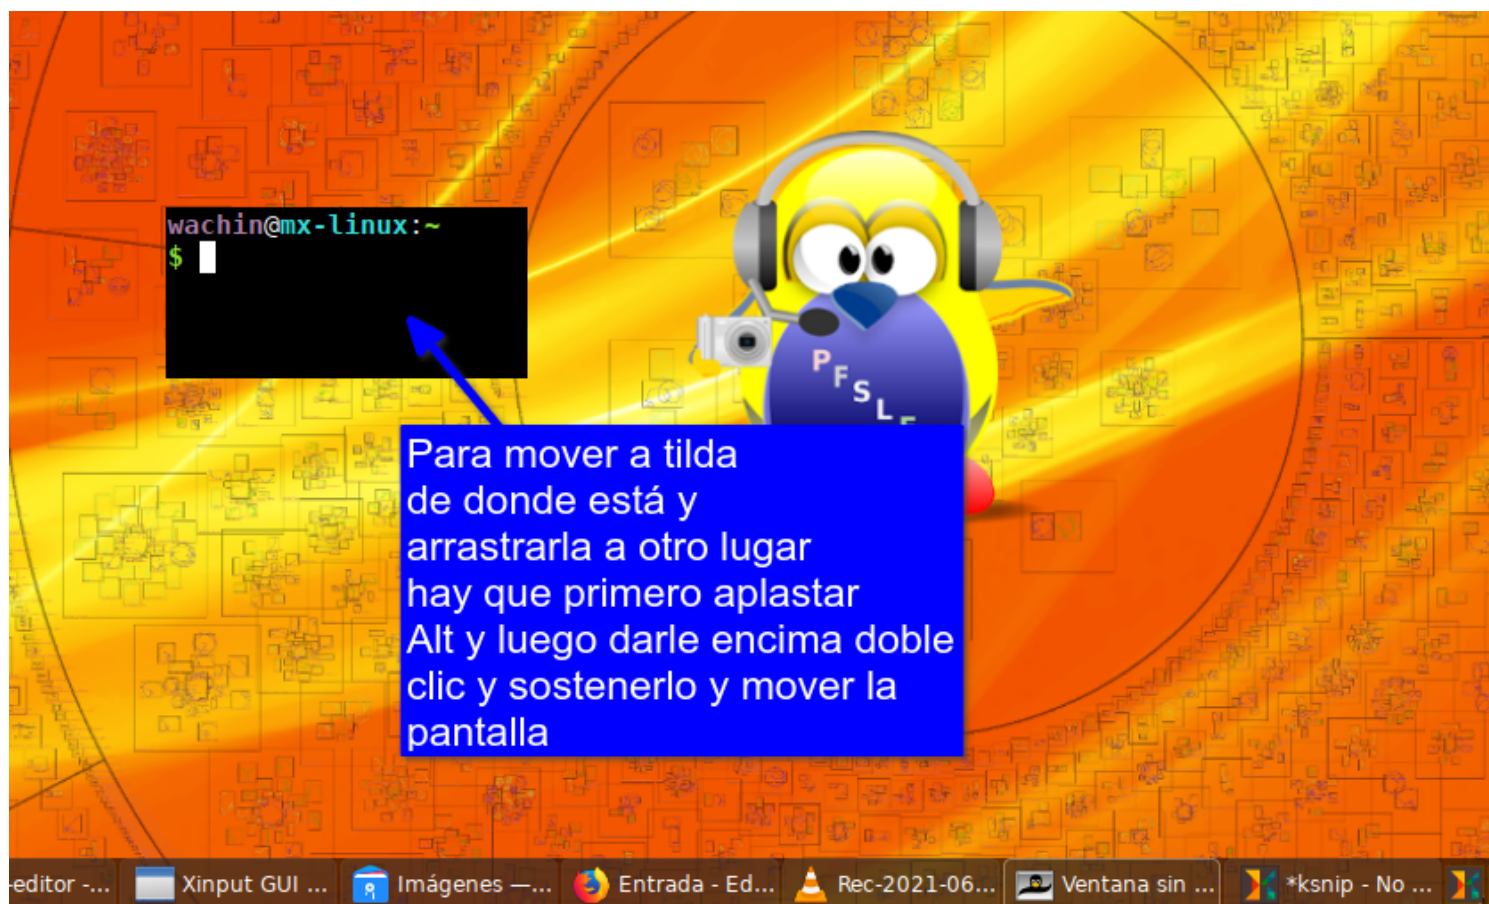 wachin@mx-linux:~
$
P
F
S
L
Para mover a tilda
de donde está y
arrastrarla a otro lugar
hay que primero aplastar
Alt y luego darle encima doble
clic y sostenerlo y mover la
pantalla
-editor -... Xinput GUI ... Imágenes —... Entrada - Ed... Rec-2021-06... Ventana sin ... *ksnip - No ...